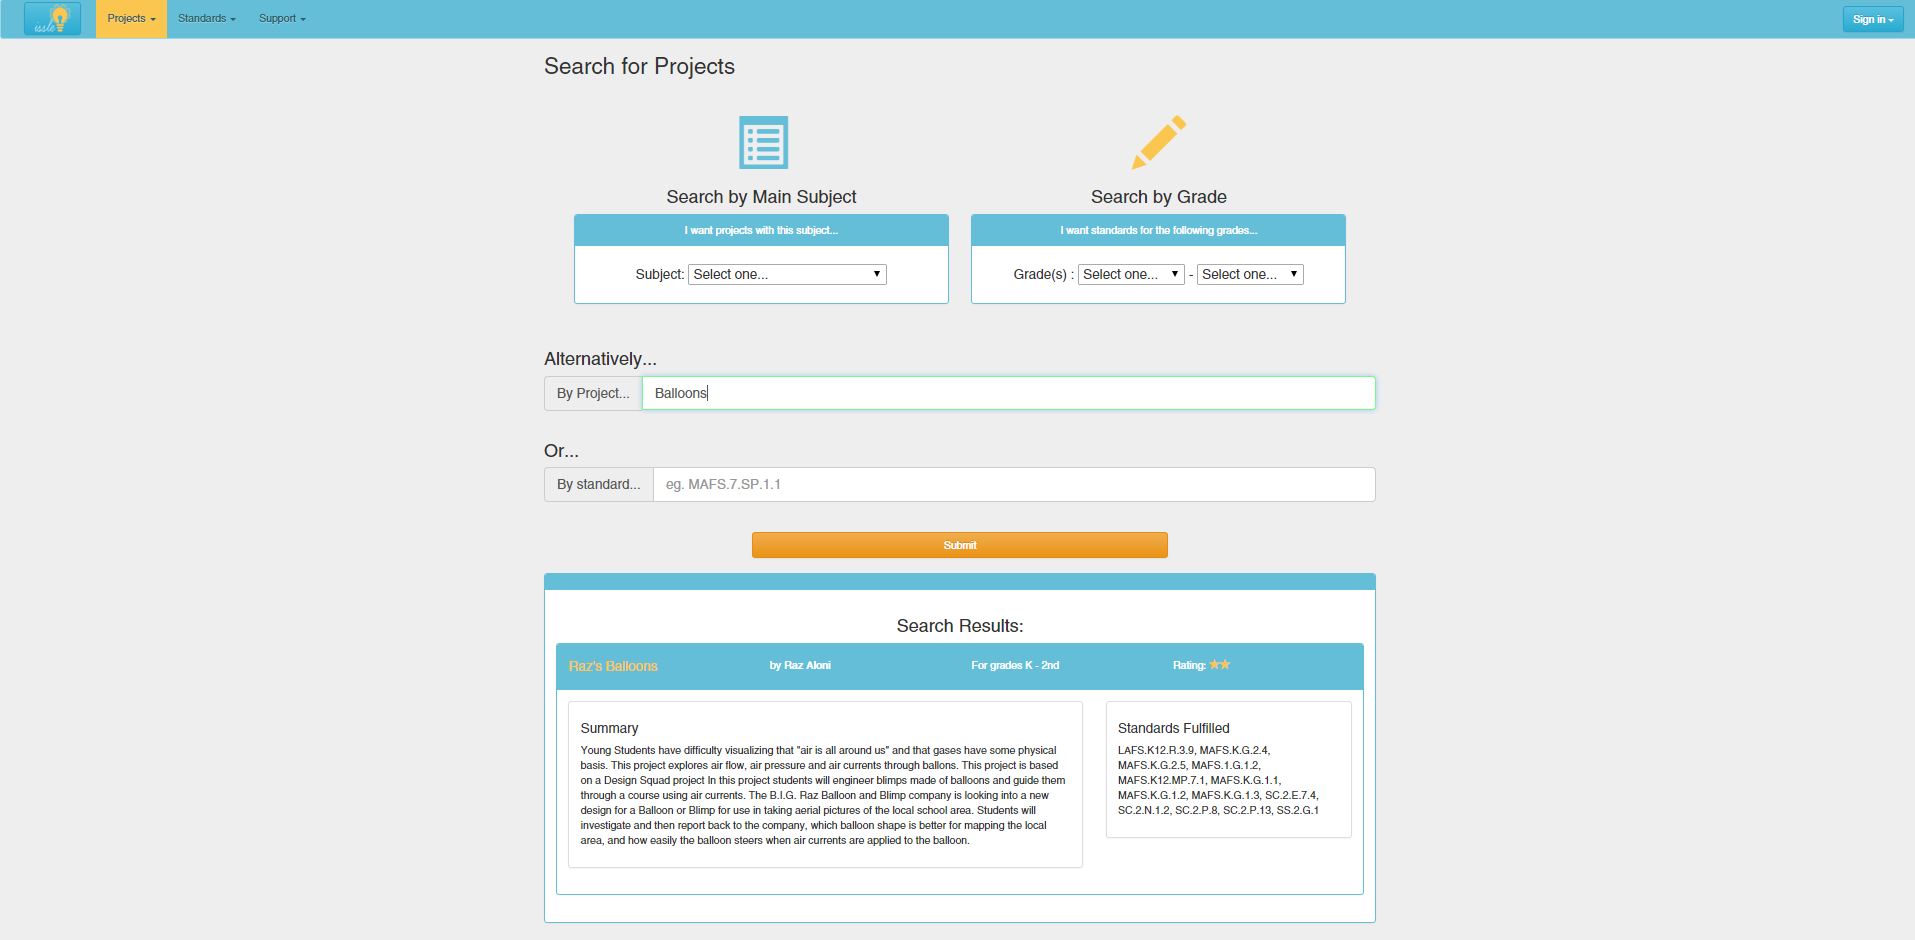 issle
Projects
Standards
Support
Sign in
Search for Projects
Search by Main Subject
Search by Grade
I want projects with this subject...
I want standards for the following grades...
Subject: Select one...
Grade(s) : Select one... - Select one...
Alternatively...
By Project... Balloons
Or...
By standard... eg. MAFS.7.SP.1.1
Submit
Search Results:
Raz's Balloons by Raz Aloni For grades K - 2nd Rating: ★★
Summary
Young Students have difficulty visualizing that "air is all around us" and that gases have some physical
basis. This project explores air flow, air pressure and air currents through ballons. This project is based
on a Design Squad project In this project students will engineer blimps made of balloons and guide them
through a course using air currents. The B.I.G. Raz Balloon and Blimp company is looking into a new
design for a Balloon or Blimp for use in taking aerial pictures of the local school area. Students will
investigate and then report back to the company, which balloon shape is better for mapping the local
area, and how easily the balloon steers when air currents are applied to the balloon.
Standards Fulfilled
LAFS.K12.R.3.9, MAFS.K.G.2.4,
MAFS.K.G.2.5, MAFS.1.G.1.2,
MAFS.K12.MP.7.1, MAFS.K.G.1.1,
MAFS.K.G.1.2, MAFS.K.G.1.3, SC.2.E.7.4,
SC.2.N.1.2, SC.2.P.8, SC.2.P.13, SS.2.G.1